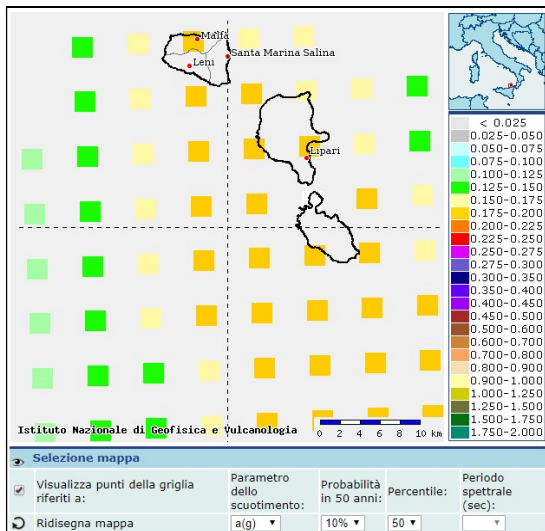 Malfa
Santa Marina Salina
Leni
Lipari
Istituto Nazionale di Geofisica e Vulcanologia
0 2 4 6 8 10 km
< 0.025
0.025-0.050
0.050-0.075
0.075-0.100
0.100-0.125
0.125-0.150
0.150-0.175
0.175-0.200
0.200-0.225
0.225-0.250
0.250-0.275
0.275-0.300
0.300-0.350
0.350-0.400
0.400-0.450
0.450-0.500
0.500-0.600
0.600-0.700
0.700-0.800
0.800-0.900
0.900-1.000
1.000-1.250
1.250-1.500
1.500-1.750
1.750-2.000
Selezione mappa
Visualizza punti della griglia riferiti a:
Parametro dello scuotimento:
Probabilità in 50 anni:
Percentile:
Periodo spettrale (sec):
Ridisegna mappa
a(g)
10%
50